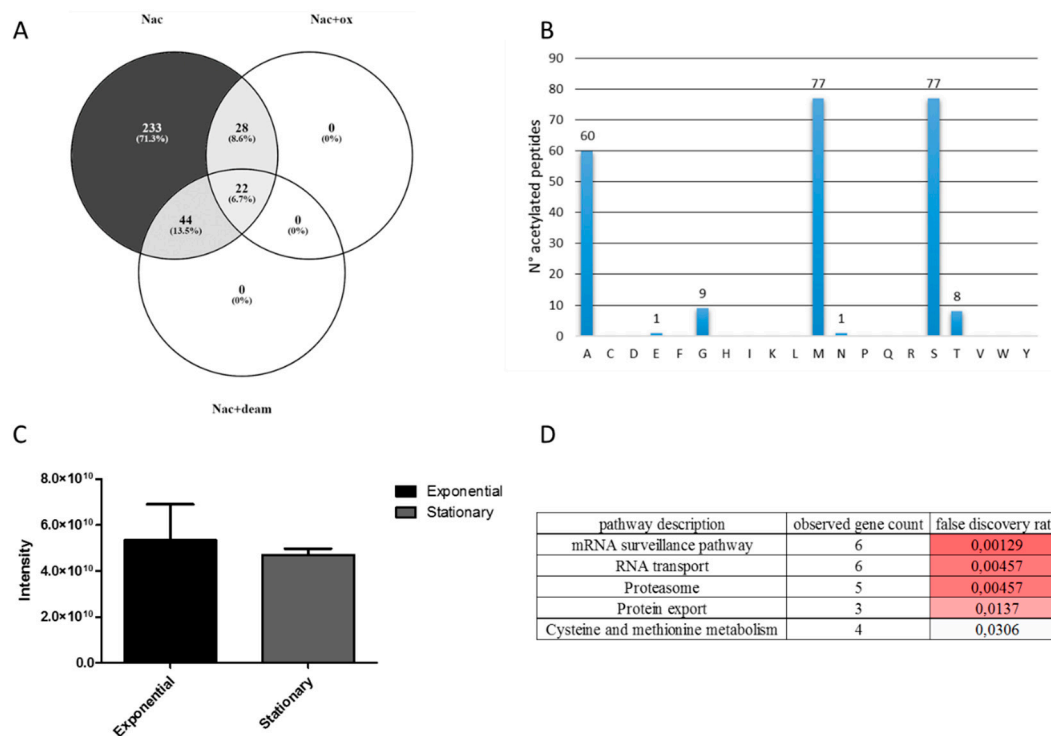 A
Nac
Nac+ox
233
(71.3%)
28
(8.6%)
0
(0%)
22
(6.7%)
44
(13.5%)
0
(0%)
0
(0%)
Nac+deam
B
N° acetylated peptides
90
80
70
60
50
40
30
20
10
0
60
1
9
77
1
77
8
A C D E F G H I K L M N P Q R S T V W Y
C
Intensity
8.0×10¹⁰
6.0×10¹⁰
4.0×10¹⁰
2.0×10¹⁰
0.0
Exponential
Stationary
Exponential
Stationary
D
pathway description observed gene count false discovery rat
mRNA surveillance pathway 6 0,00129
RNA transport 6 0,00457
Proteasome 5 0,00457
Protein export 3 0,0137
Cysteine and methionine metabolism 4 0,0306